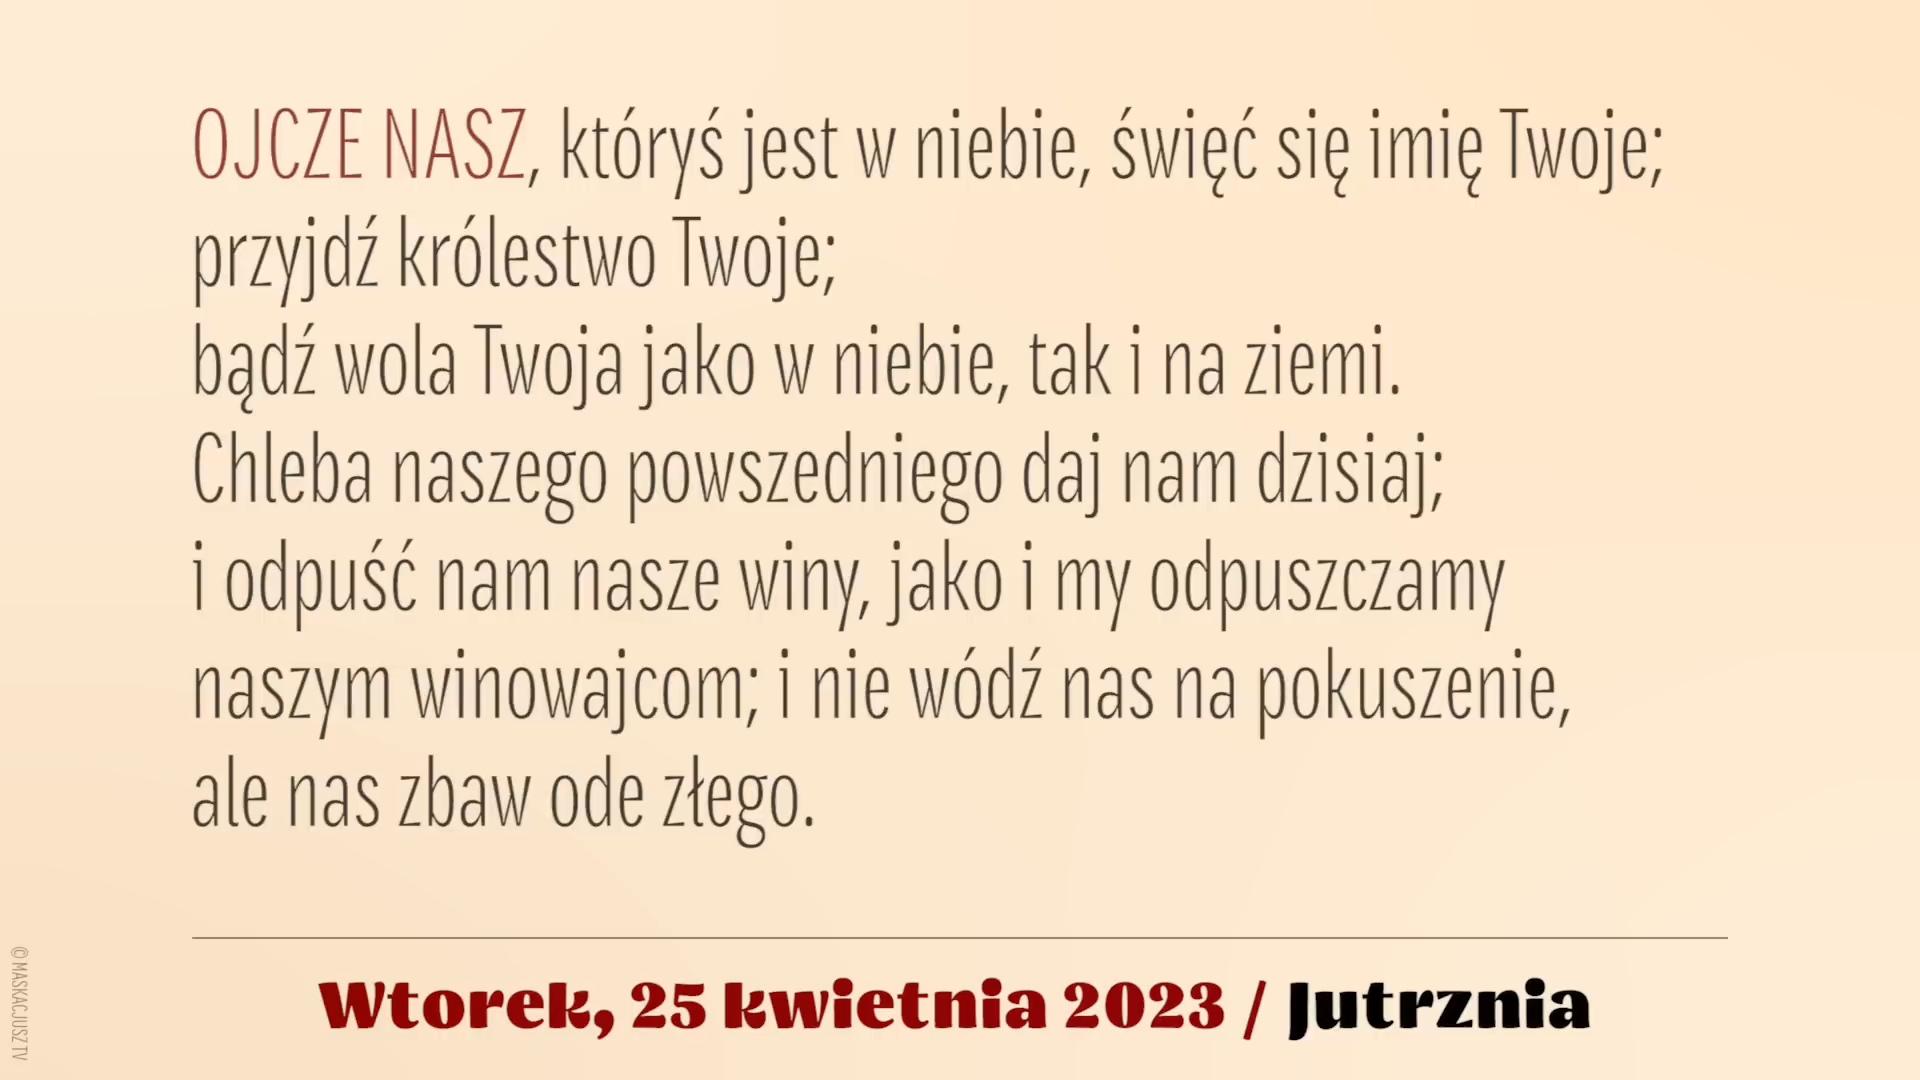 OJCZE NASZ, któryś jest w niebie, święć się imię Twoje;
przyjdź królestwo Twoje;
bądź wola Twoja jako w niebie, tak i na ziemi.
Chleba naszego powszedniego daj nam dzisiaj;
i odpuść nam nasze winy, jako i my odpuszczamy
naszym winowajcom; i nie wódź nas na pokuszenie,
ale nas zbaw ode złego.
Wtorek, 25 kwietnia 2023 / Jutrznia
© MASKACJUSZ TV